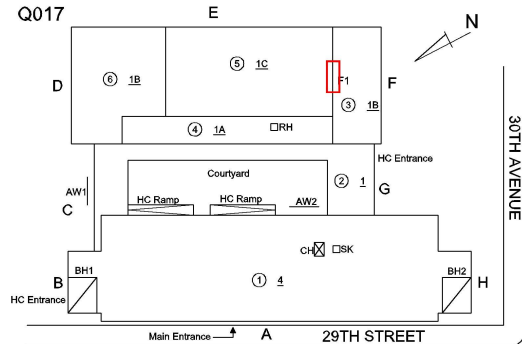 Q017
E
N
D
6 1B
5 1C
F1
F
3 1B
4 1A
RH
HC Entrance
Courtyard
2 1
AW1
HC Ramp
HC Ramp
AW2
G
C
30TH AVENUE
CH
SK
B
BH1
1 4
BH2
H
HC Entrance
Main Entrance
A
29TH STREET